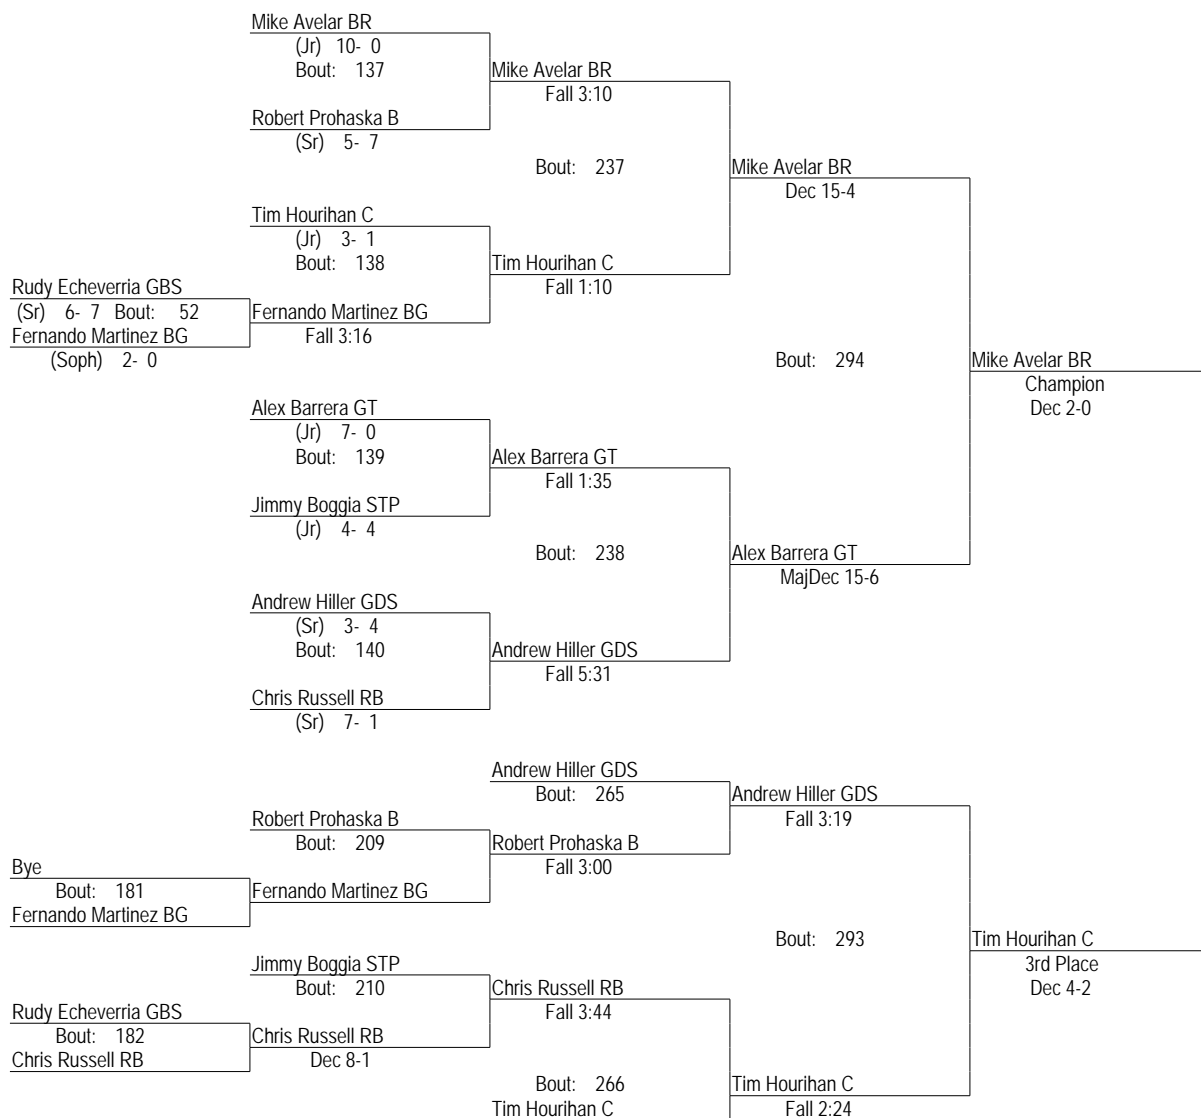 Mike Avelar BR
(Jr) 10- 0
Bout: 137
Mike Avelar BR
Fall 3:10
Robert Prohaska B
(Sr) 5- 7
Bout: 237
Mike Avelar BR
Dec 15-4
Tim Hourihan C
(Jr) 3- 1
Bout: 138
Tim Hourihan C
Fall 1:10
Rudy Echeverria GBS
(Sr) 6- 7 Bout: 52
Fernando Martinez BG
Fall 3:16
Fernando Martinez BG
(Soph) 2- 0
Bout: 294
Mike Avelar BR
Champion
Dec 2-0
Alex Barrera GT
(Jr) 7- 0
Bout: 139
Alex Barrera GT
Fall 1:35
Jimmy Boggia STP
(Jr) 4- 4
Bout: 238
Alex Barrera GT
MajDec 15-6
Andrew Hiller GDS
(Sr) 3- 4
Bout: 140
Andrew Hiller GDS
Fall 5:31
Chris Russell RB
(Sr) 7- 1
Andrew Hiller GDS
Bout: 265
Andrew Hiller GDS
Fall 3:19
Robert Prohaska B
Bout: 209
Robert Prohaska B
Fall 3:00
Bye
Bout: 181
Fernando Martinez BG
Fernando Martinez BG
Bout: 293
Tim Hourihan C
3rd Place
Dec 4-2
Jimmy Boggia STP
Bout: 210
Chris Russell RB
Fall 3:44
Rudy Echeverria GBS
Bout: 182
Chris Russell RB
Dec 8-1
Chris Russell RB
Bout: 266
Tim Hourihan C
Fall 2:24
Tim Hourihan C